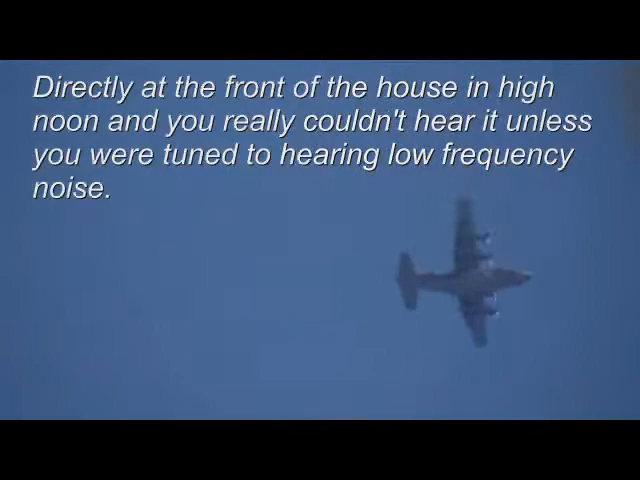 Directly at the front of the house in high
noon and you really couldn't hear it unless
you were tuned to hearing low frequency
noise.